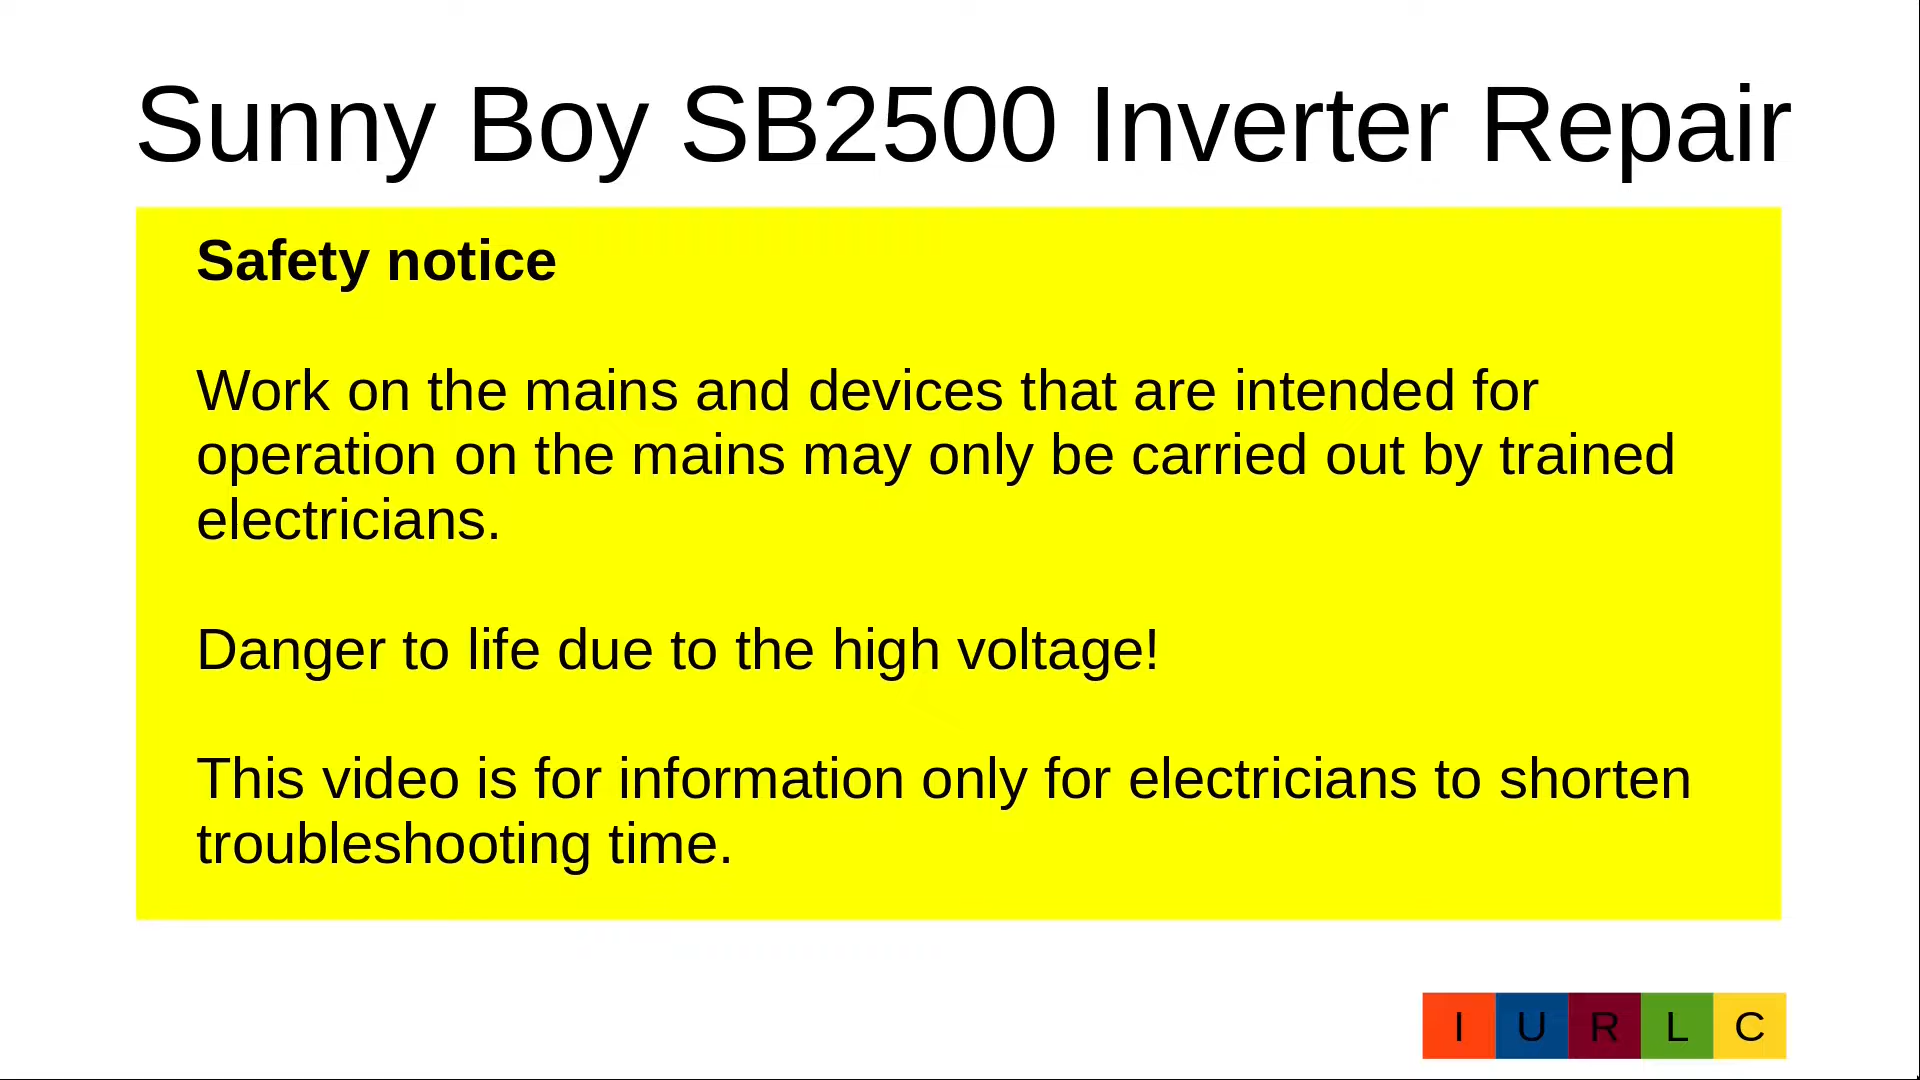 Sunny Boy SB2500 Inverter Repair
Safety notice
Work on the mains and devices that are intended for
operation on the mains may only be carried out by trained
electricians.
Danger to life due to the high voltage!
This video is for information only for electricians to shorten
troubleshooting time.
I U R L C